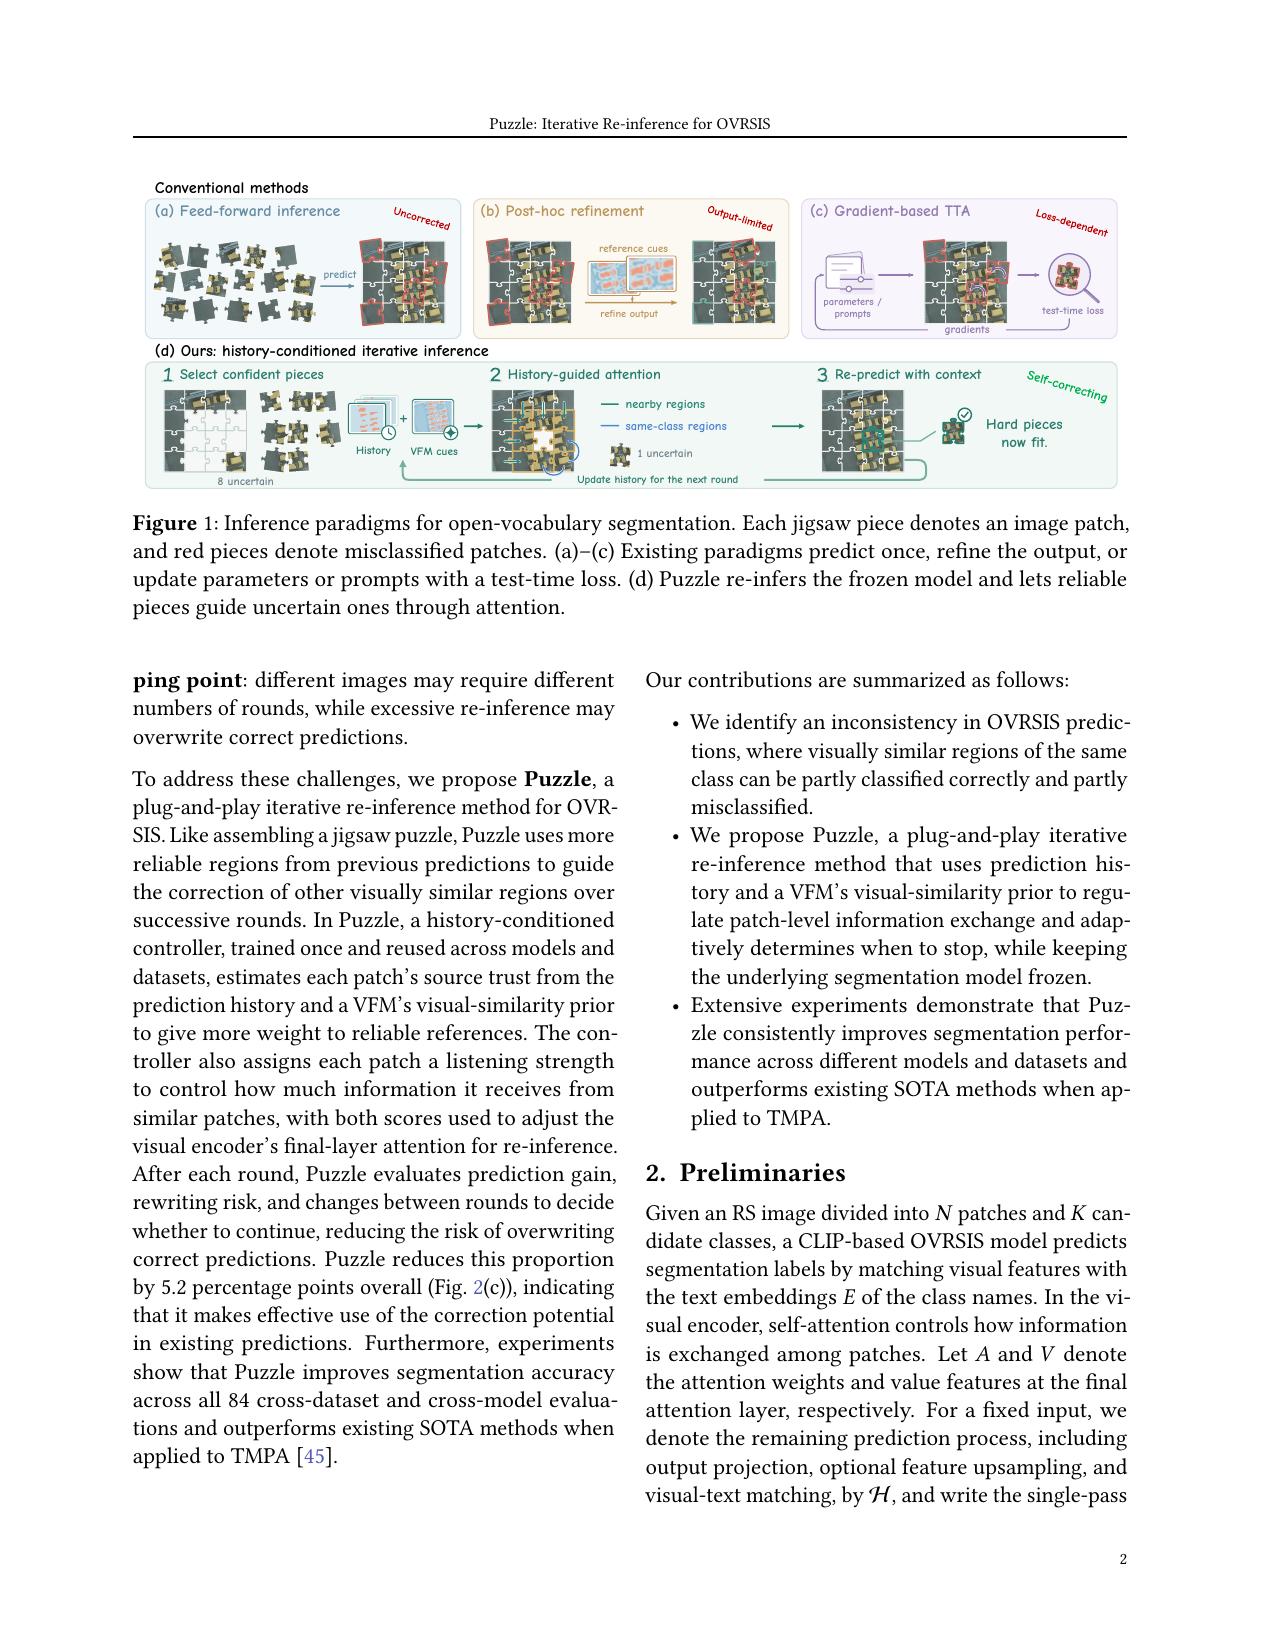 Puzzle: Iterative Re-inference for OVRSIS
Conventional methods
(a) Feed-forward inference
Uncorrected
predict
(b) Post-hoc refinement
Output-limited
reference cues
refine output
(c) Gradient-based TTA
Loss-dependent
parameters /
prompts
test-time loss
gradients
(d) Ours: history-conditioned iterative inference
1 Select confident pieces
8 uncertain
History
+
VFM cues
2 History-guided attention
nearby regions
same-class regions
1 uncertain
Update history for the next round
3 Re-predict with context
Self-correcting
Hard pieces
now fit.
Figure 1: Inference paradigms for open-vocabulary segmentation. Each jigsaw piece denotes an image patch,
and red pieces denote misclassified patches. (a)–(c) Existing paradigms predict once, refine the output, or
update parameters or prompts with a test-time loss. (d) Puzzle re-infers the frozen model and lets reliable
pieces guide uncertain ones through attention.
ping point: different images may require different
numbers of rounds, while excessive re-inference may
overwrite correct predictions.
To address these challenges, we propose Puzzle, a
plug-and-play iterative re-inference method for OVR-
SIS. Like assembling a jigsaw puzzle, Puzzle uses more
reliable regions from previous predictions to guide
the correction of other visually similar regions over
successive rounds. In Puzzle, a history-conditioned
controller, trained once and reused across models and
datasets, estimates each patch's source trust from the
prediction history and a VFM's visual-similarity prior
to give more weight to reliable references. The con-
troller also assigns each patch a listening strength
to control how much information it receives from
similar patches, with both scores used to adjust the
visual encoder's final-layer attention for re-inference.
After each round, Puzzle evaluates prediction gain,
rewriting risk, and changes between rounds to decide
whether to continue, reducing the risk of overwriting
correct predictions. Puzzle reduces this proportion
by 5.2 percentage points overall (Fig. 2(c)), indicating
that it makes effective use of the correction potential
in existing predictions. Furthermore, experiments
show that Puzzle improves segmentation accuracy
across all 84 cross-dataset and cross-model evalua-
tions and outperforms existing SOTA methods when
applied to TMPA [45].
Our contributions are summarized as follows:
• We identify an inconsistency in OVRSIS predic-
tions, where visually similar regions of the same
class can be partly classified correctly and partly
misclassified.
• We propose Puzzle, a plug-and-play iterative
re-inference method that uses prediction his-
tory and a VFM's visual-similarity prior to regu-
late patch-level information exchange and adap-
tively determines when to stop, while keeping
the underlying segmentation model frozen.
• Extensive experiments demonstrate that Puz-
zle consistently improves segmentation perfor-
mance across different models and datasets and
outperforms existing SOTA methods when ap-
plied to TMPA.
2. Preliminaries
Given an RS image divided into N patches and K can-
didate classes, a CLIP-based OVRSIS model predicts
segmentation labels by matching visual features with
the text embeddings E of the class names. In the vi-
sual encoder, self-attention controls how information
is exchanged among patches. Let A and V denote
the attention weights and value features at the final
attention layer, respectively. For a fixed input, we
denote the remaining prediction process, including
output projection, optional feature upsampling, and
visual-text matching, by ℋ, and write the single-pass
2